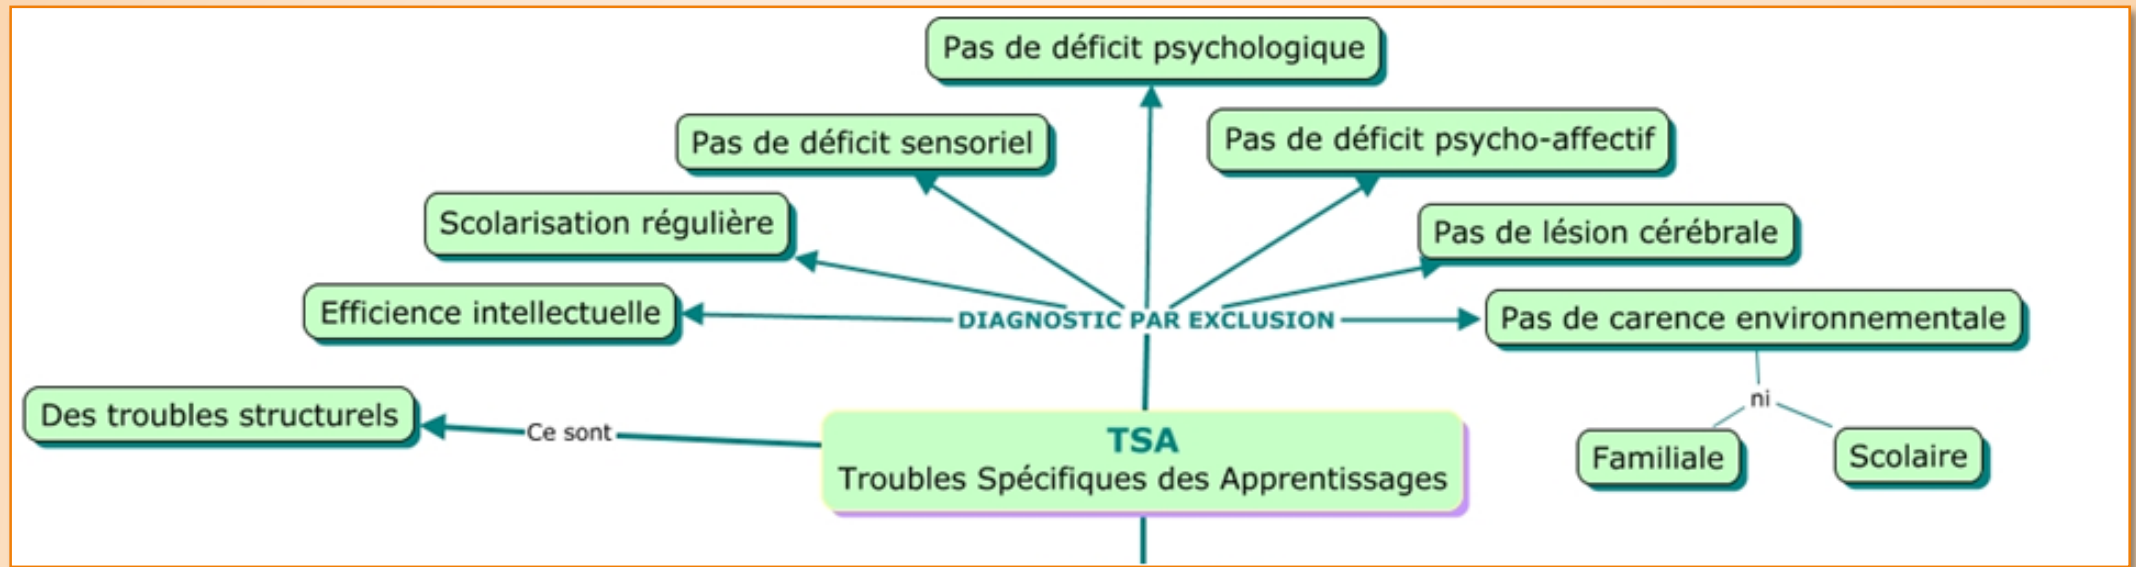 Pas de déficit psychologique
Pas de déficit sensoriel
Pas de déficit psycho-affectif
Scolarisation régulière
Pas de lésion cérébrale
Efficience intellectuelle
DIAGNOSTIC PAR EXCLUSION
Pas de carence environnementale
ni
Des troubles structurels
Ce sont
TSA
Troubles Spécifiques des Apprentissages
Familiale
Scolaire